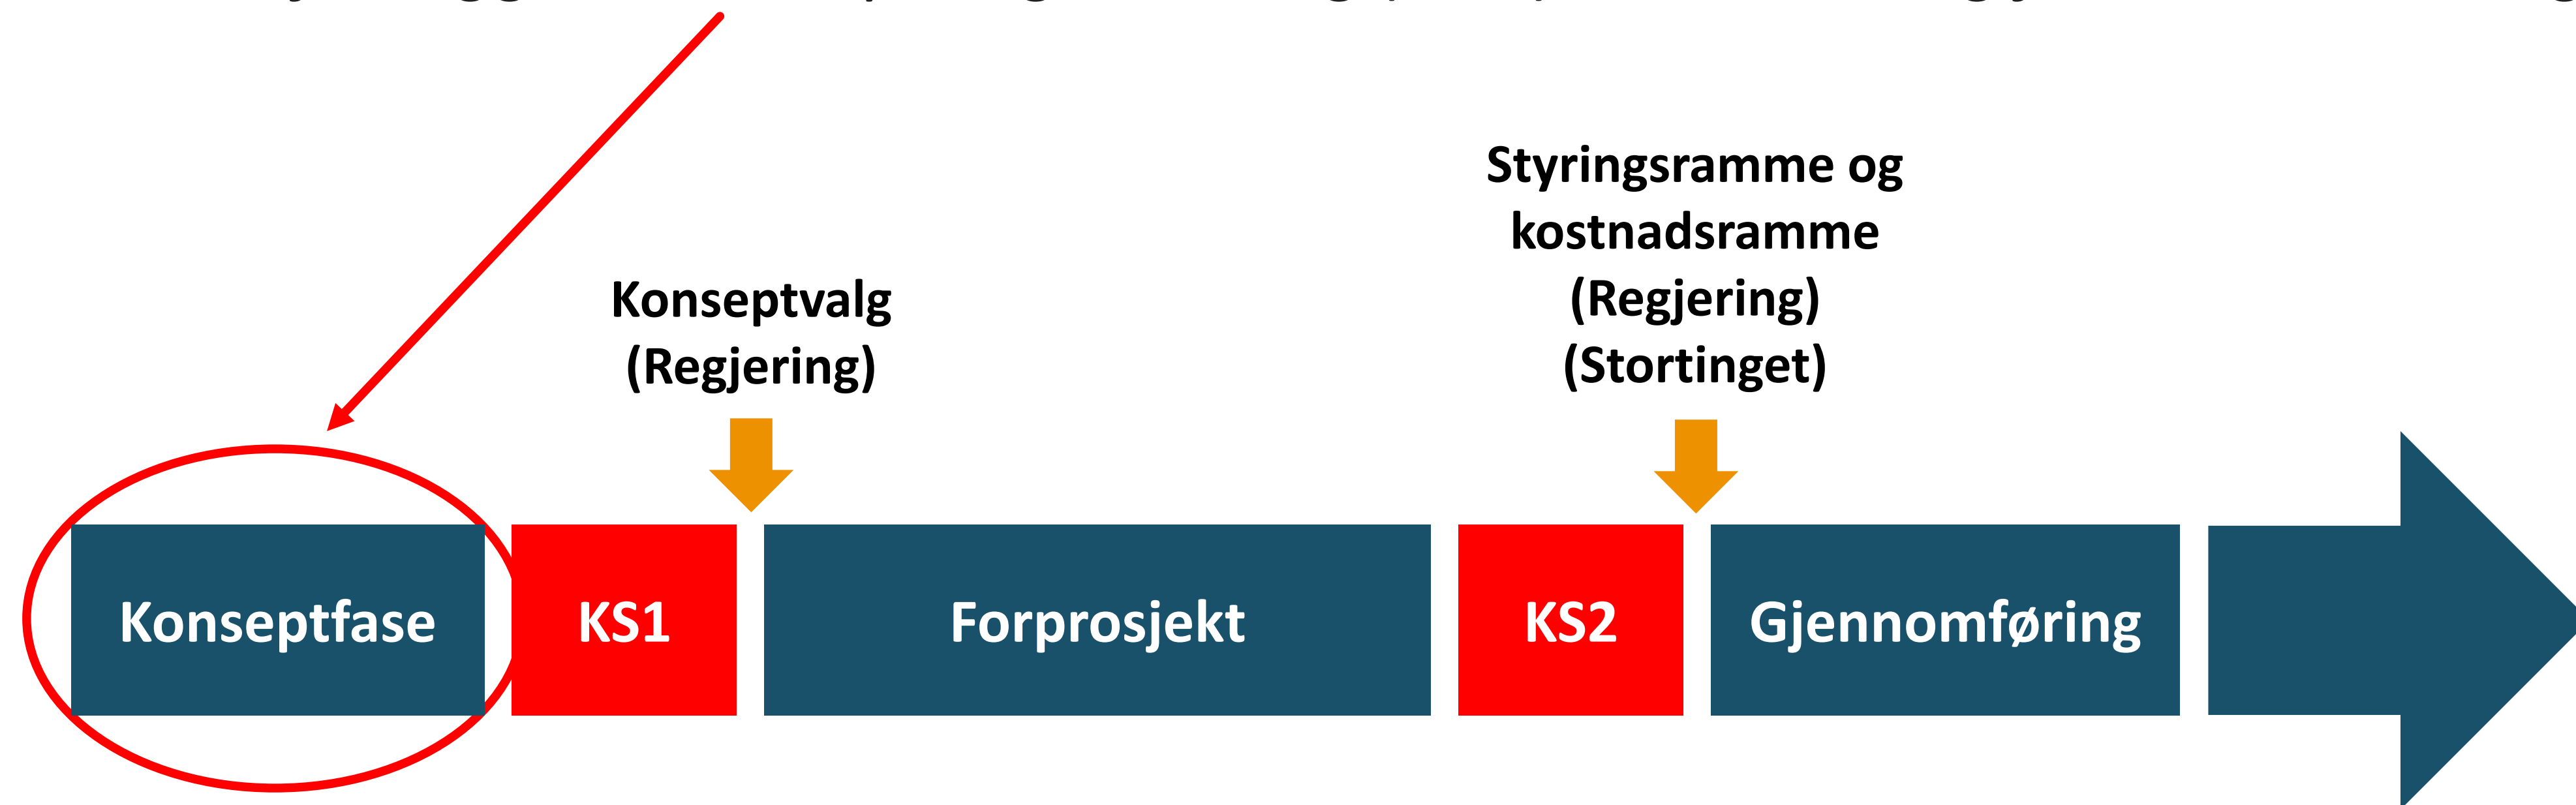 Konseptvalg
(Regjering)
Styringsramme og
kostnadsramme
(Regjering)
(Stortinget)
Konseptfase
KS1
Forprosjekt
KS2
Gjennomføring